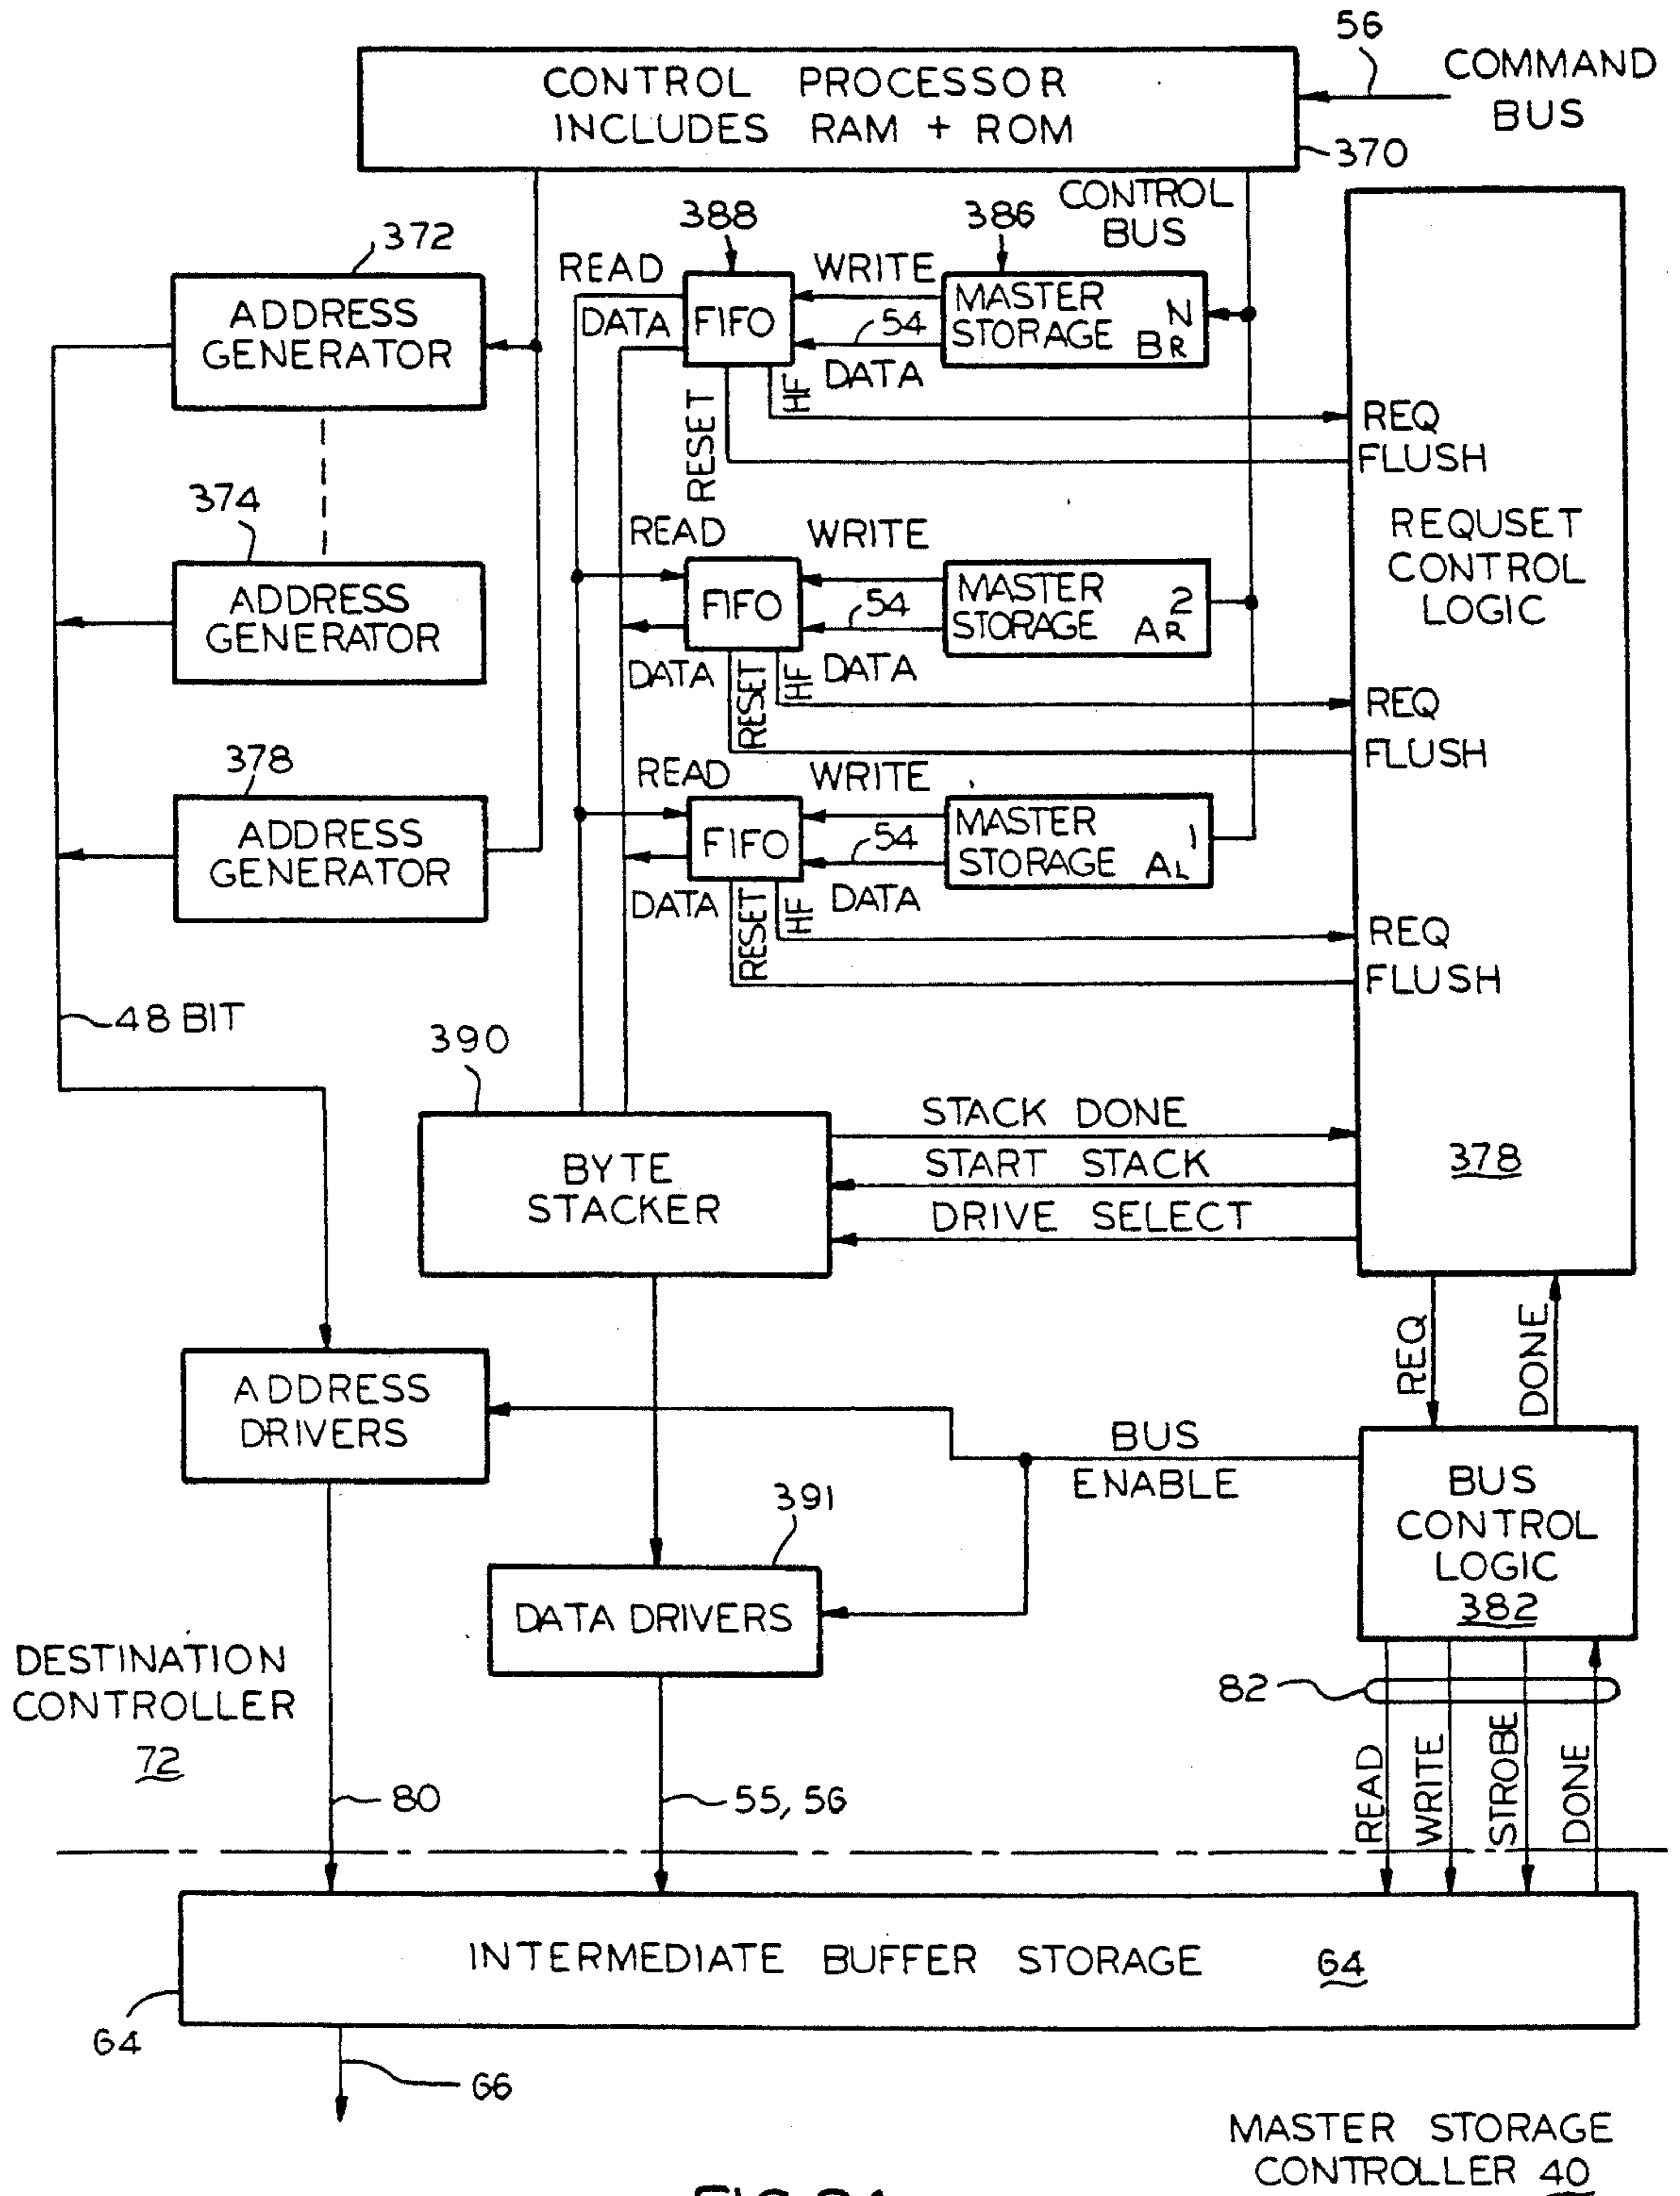 56
COMMAND
BUS
CONTROL PROCESSOR
INCLUDES RAM + ROM
370
CONTROL
BUS
388
386
372
READ
WRITE
ADDRESS
GENERATOR
DATA
FIFO
54
MASTER
STORAGE
N
BR
DATA
RESET
HF
REQ
FLUSH
374
READ
WRITE
REQUSET
CONTROL
LOGIC
ADDRESS
GENERATOR
FIFO
54
MASTER
STORAGE
2
AR
DATA
RESET
HF
DATA
REQ
FLUSH
378
READ
WRITE
ADDRESS
GENERATOR
FIFO
54
MASTER
STORAGE
1
AL
DATA
RESET
HF
DATA
REQ
FLUSH
48 BIT
390
STACK DONE
BYTE
STACKER
START STACK
378
DRIVE SELECT
REQ
DONE
ADDRESS
DRIVERS
BUS
ENABLE
BUS
CONTROL
LOGIC
382
391
DATA DRIVERS
DESTINATION
CONTROLLER
72
82
80
55, 56
READ
WRITE
STROBE
DONE
INTERMEDIATE BUFFER STORAGE 64
64
66
MASTER STORAGE
CONTROLLER 40